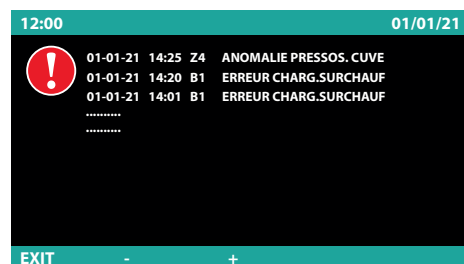 12:00 01/01/21
01-01-21 14:25 Z4 ANOMALIE PRESSOS. CUVE
01-01-21 14:20 B1 ERREUR CHARG.SURCHAUF
01-01-21 14:01 B1 ERREUR CHARG.SURCHAUF
..........
..........
EXIT - +